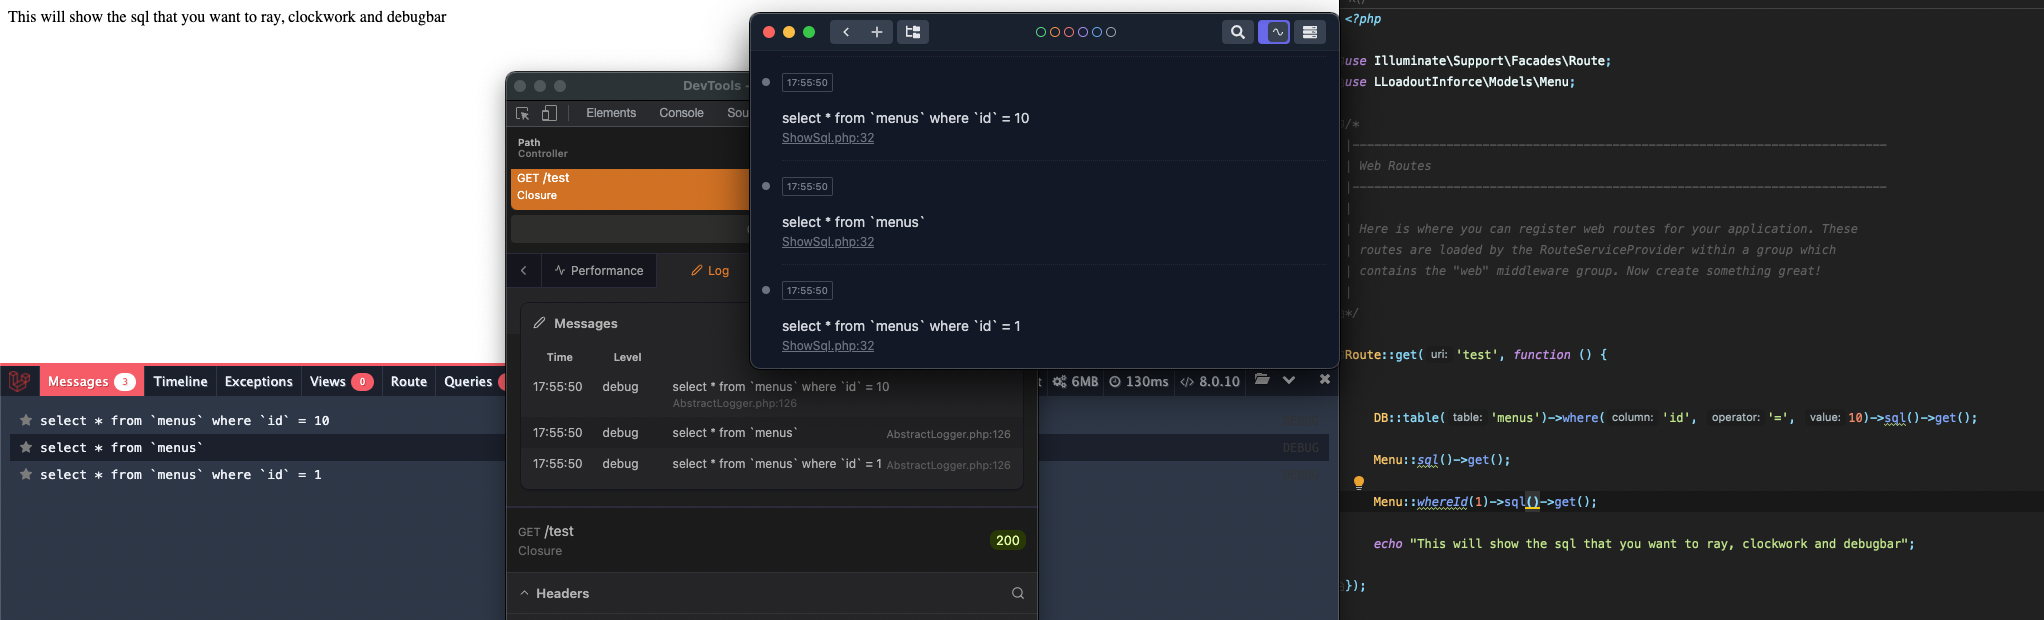 This will show the sql that you want to ray, clockwork and debugbar
17:55:50
select * from `menus` where `id` = 10
ShowSql.php:32
17:55:50
select * from `menus`
ShowSql.php:32
17:55:50
select * from `menus` where `id` = 1
ShowSql.php:32
DevTools -
Elements Console Sou
Path
Controller
GET /test
Closure
Performance Log
Messages
Time Level
17:55:50 debug select * from `menus` where `id` = 10
AbstractLogger.php:126
17:55:50 debug select * from `menus` AbstractLogger.php:126
17:55:50 debug select * from `menus` where `id` = 1 AbstractLogger.php:126
GET /test
Closure
200
Headers
Messages 3 Timeline Exceptions Views 0 Route Queries
t 6MB 130ms </> 8.0.10
select * from `menus` where `id` = 10
select * from `menus`
DEBUG
select * from `menus` where `id` = 1
<?php
use Illuminate\Support\Facades\Route;
use LLoadoutInforce\Models\Menu;
/*
|--------------------------------------------------------------------------
| Web Routes
|--------------------------------------------------------------------------
|
| Here is where you can register web routes for your application. These
| routes are loaded by the RouteServiceProvider within a group which
| contains the "web" middleware group. Now create something great!
|
*/
Route::get( uri: 'test', function () {
DB::table( table: 'menus')->where( column: 'id', operator: '=', value: 10)->sql()->get();
Menu::sql()->get();
Menu::whereId(1)->sql()->get();
echo "This will show the sql that you want to ray, clockwork and debugbar";
});